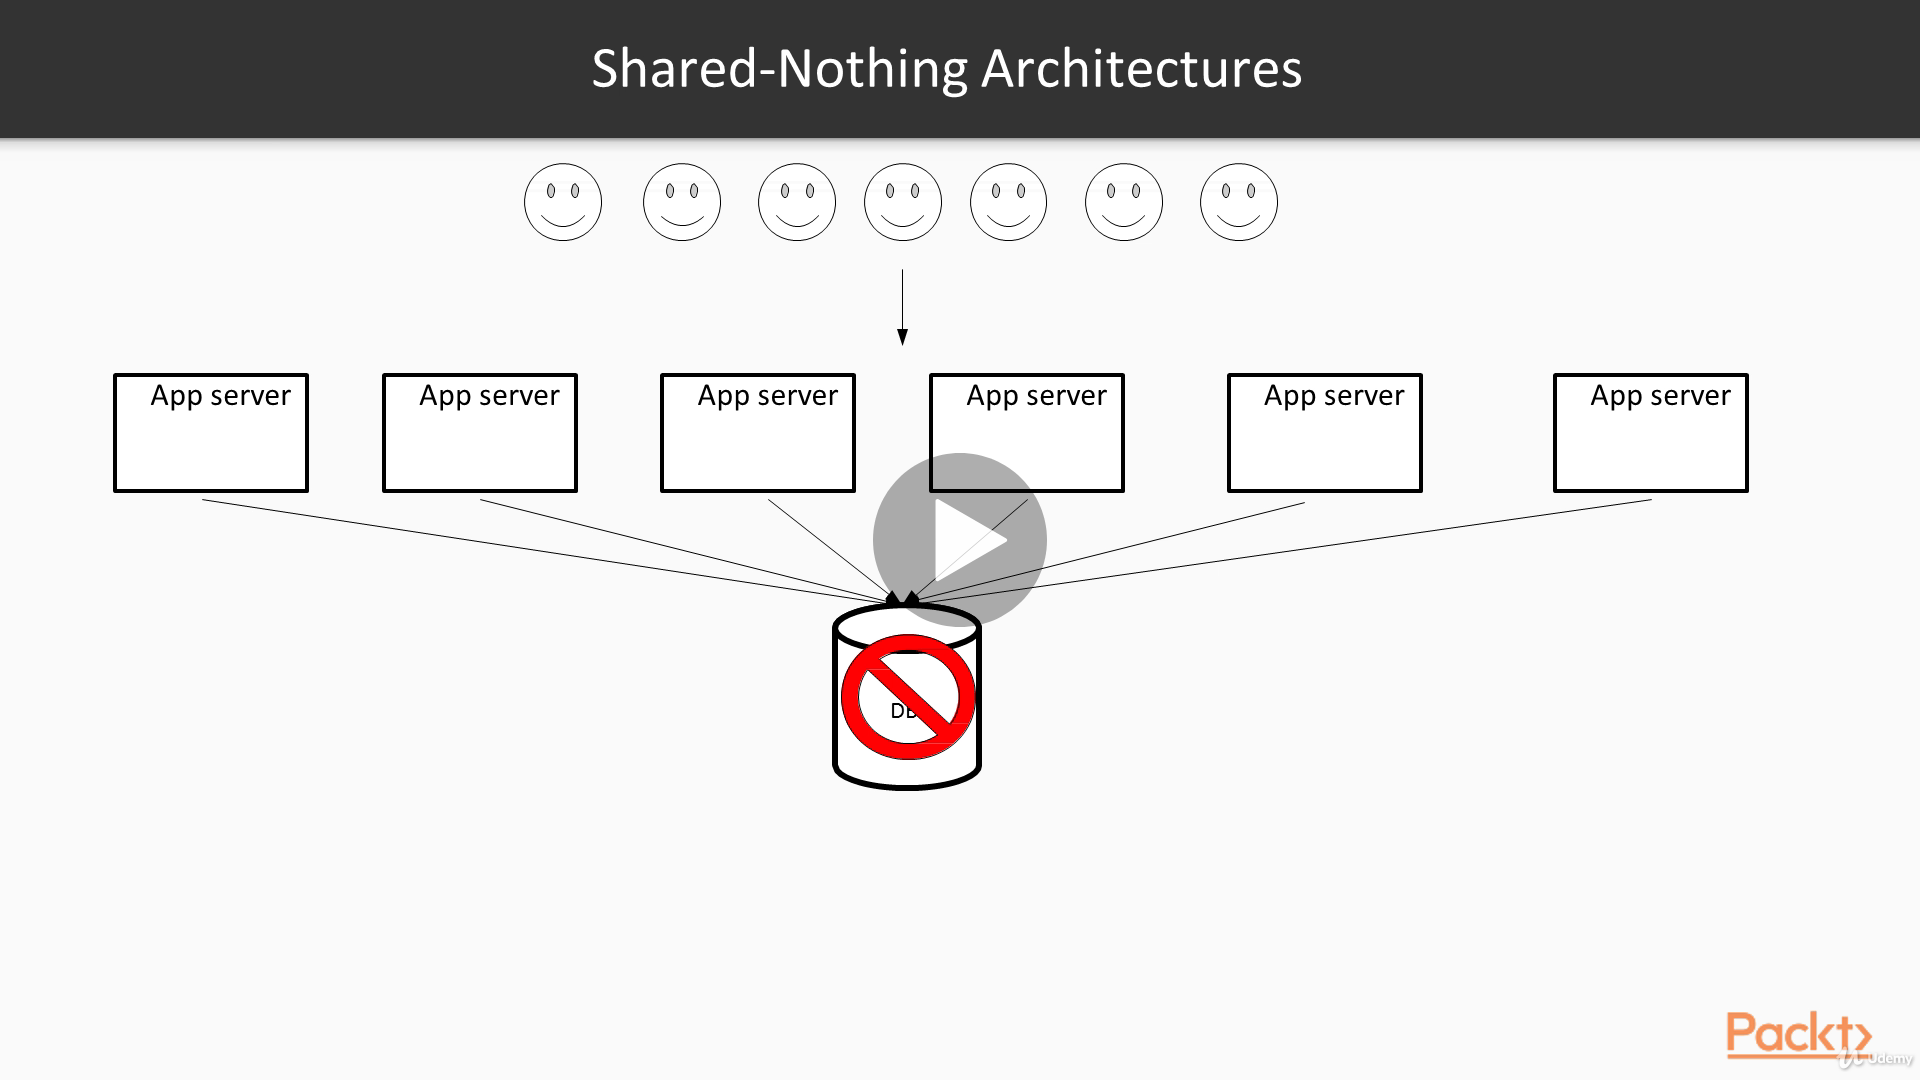 Shared-Nothing Architectures
App server App server App server App server App server App server
DB
Packt
Udemy